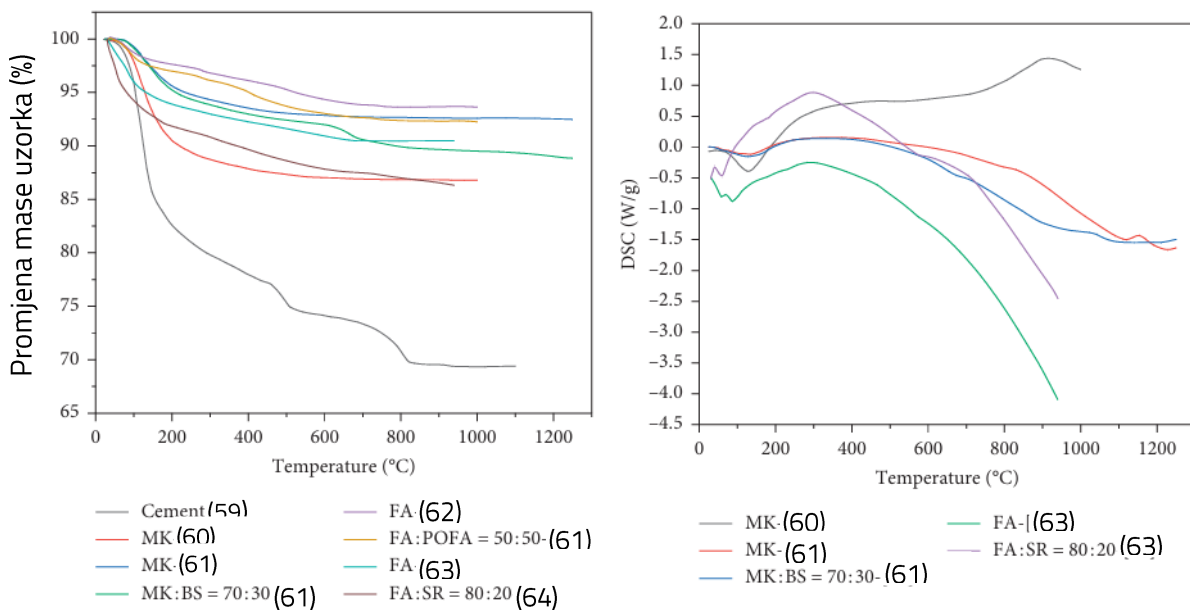 Promjena mase uzorka (%)
100
95
90
85
80
75
70
65
0 200 400 600 800 1000 1200
Temperature (°C)
Cement (59)
MK (60)
MK- (61)
MK:BS = 70:30 (61)
FA- (62)
FA:POFA = 50:50- (61)
FA- (63)
FA:SR = 80:20 (64)
DSC (W/g)
2.0
1.5
1.0
0.5
0.0
−0.5
−1.0
−1.5
−2.0
−2.5
−3.0
−3.5
−4.0
−4.5
0 200 400 600 800 1000 1200
Temperature (°C)
MK- (60)
MK- (61)
MK:BS = 70:30- (61)
FA-[ (63)
FA:SR = 80:20 (63)